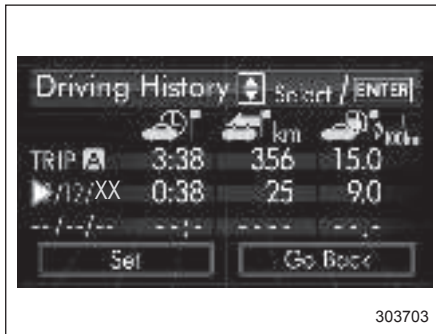 Driving History Select / ENTER
km
TRIP A 3:38 356 15.0
/12/XX 0:38 25 9.0
--/--/-- --:-- ---- --.-
Set Go Back
303703